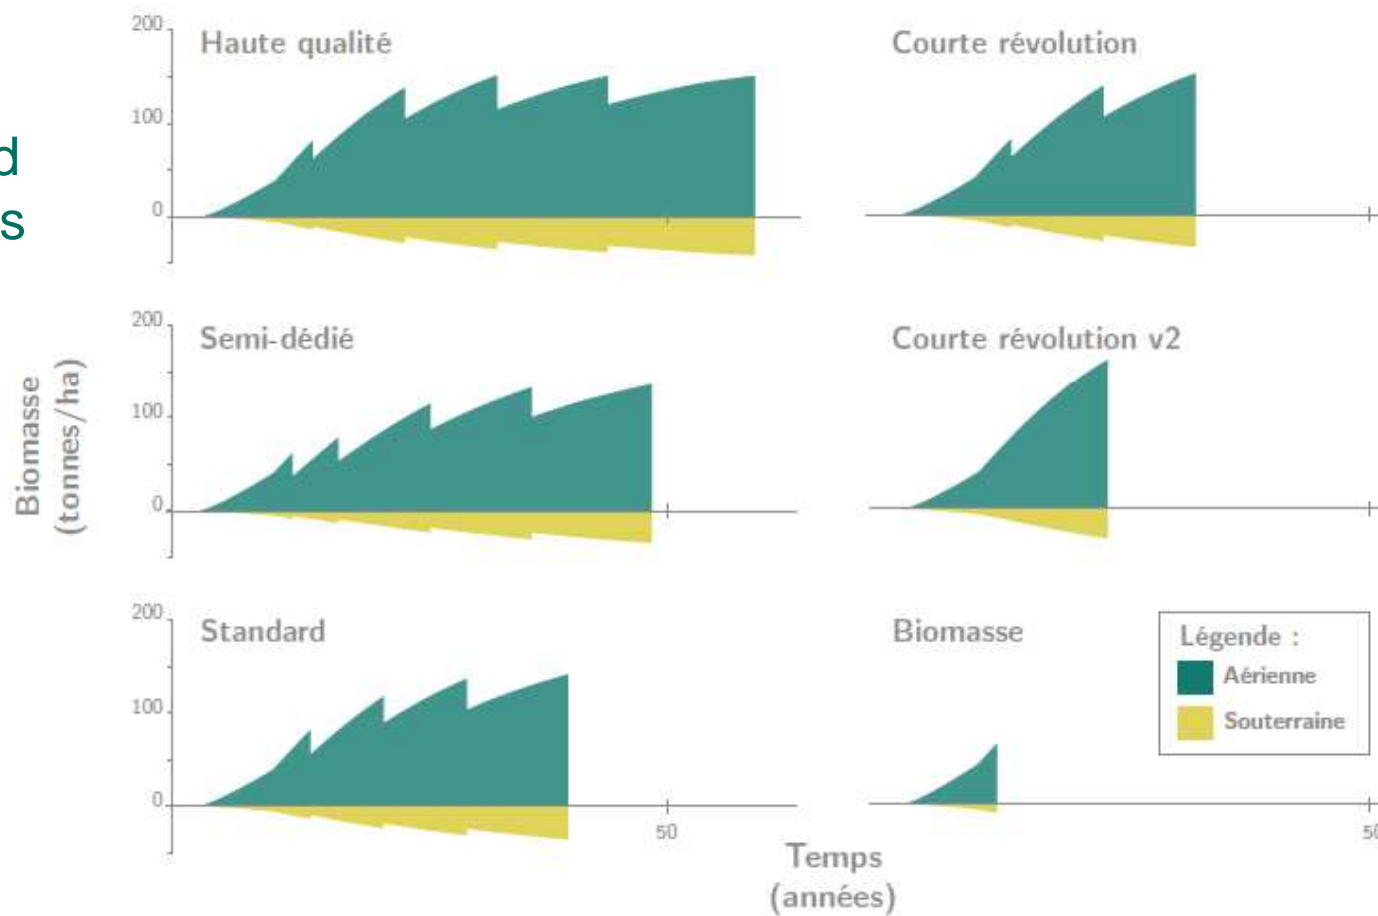 d
s
200
Haute qualité
100
0
Courte révolution
200
Semi-dédié
100
0
Courte révolution v2
Biomasse
(tonnes/ha)
200
Standard
100
0
50
Biomasse
Légende :
Aérienne
Souterraine
50
Temps
(années)